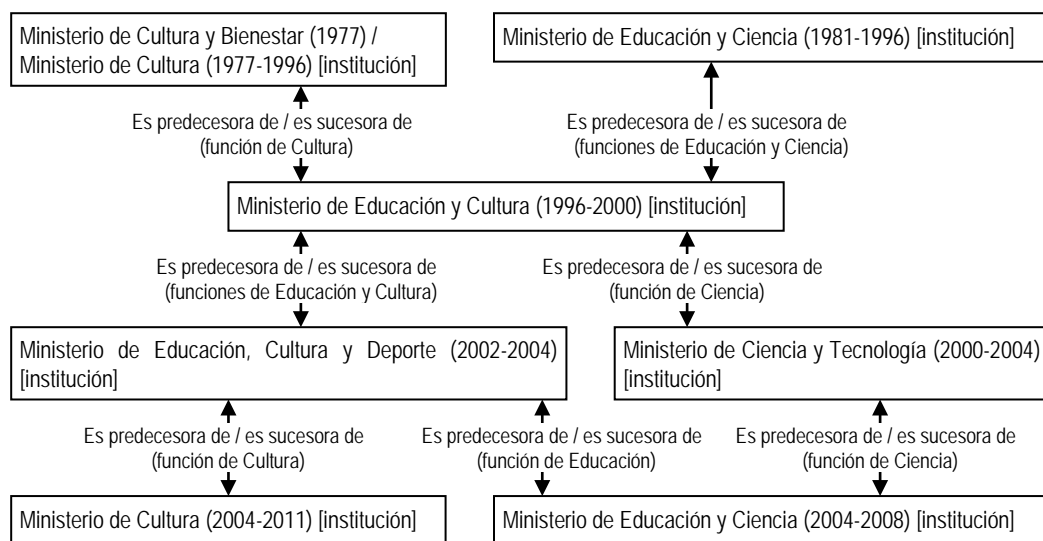 Ministerio de Cultura y Bienestar (1977) /
Ministerio de Cultura (1977-1996) [institución]
Ministerio de Educación y Ciencia (1981-1996) [institución]
Es predecesora de / es sucesora de
(función de Cultura)
Es predecesora de / es sucesora de
(funciones de Educación y Ciencia)
Ministerio de Educación y Cultura (1996-2000) [institución]
Es predecesora de / es sucesora de
(funciones de Educación y Cultura)
Es predecesora de / es sucesora de
(función de Ciencia)
Ministerio de Educación, Cultura y Deporte (2002-2004)
[institución]
Ministerio de Ciencia y Tecnología (2000-2004)
[institución]
Es predecesora de / es sucesora de
(función de Cultura)
Es predecesora de / es sucesora de
(función de Educación)
Es predecesora de / es sucesora de
(función de Ciencia)
Ministerio de Cultura (2004-2011) [institución]
Ministerio de Educación y Ciencia (2004-2008) [institución]